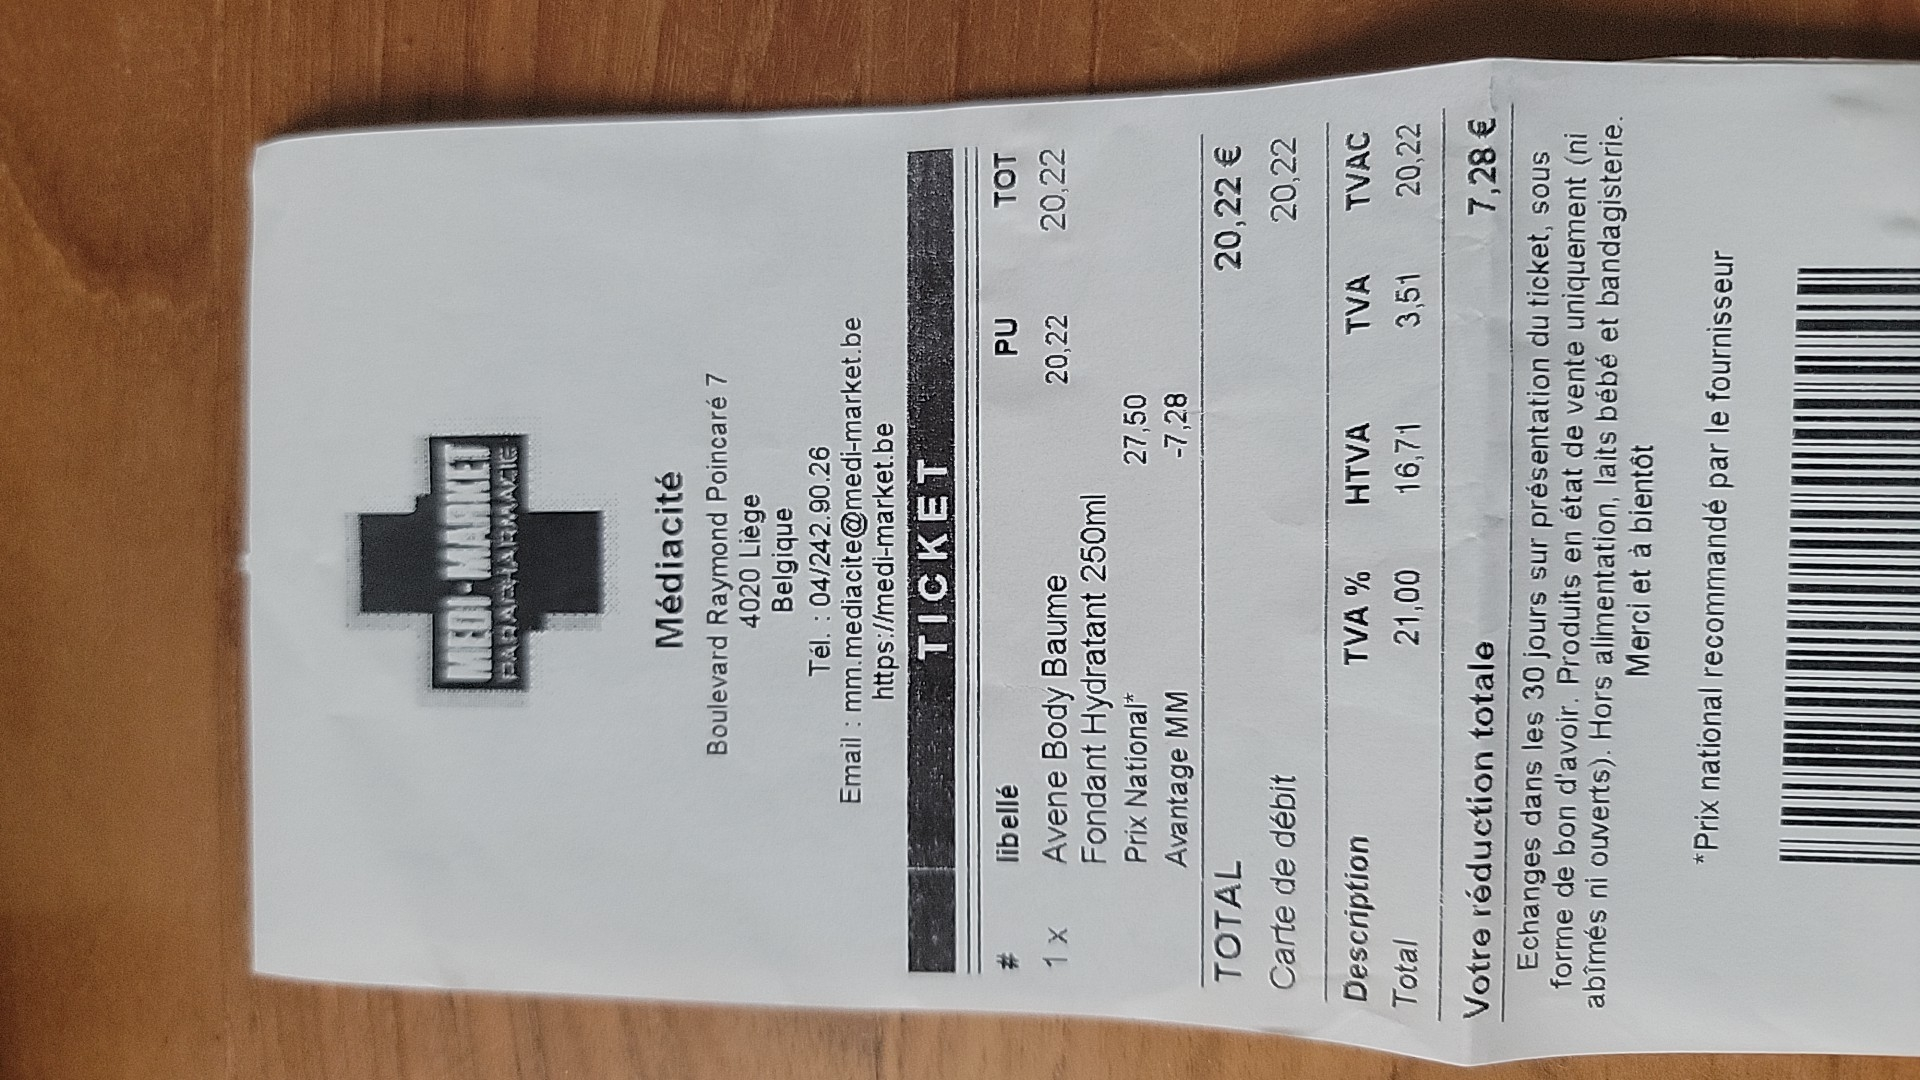 MEDI-MARKET
PARAPHARMACIE
Médiacité
Boulevard Raymond Poincaré 7
4020 Liège
Belgique
Tél. : 04/242.90.26
Email : mm.mediacite@medi-market.be
https://medi-market.be
TICKET
# libellé PU TOT
1 x Avene Body Baume 20,22 20,22
Fondant Hydratant 250ml
Prix National* 27,50
Avantage MM -7,28
TOTAL 20,22 €
Carte de débit 20,22
Description TVA % HTVA TVA TVAC
Total 21,00 16,71 3,51 20,22
Votre réduction totale 7,28 €
Echanges dans les 30 jours sur présentation du ticket, sous
forme de bon d'avoir. Produits en état de vente uniquement (ni
abîmés ni ouverts). Hors alimentation, laits bébé et bandagisterie.
Merci et à bientôt
*Prix national recommandé par le fournisseur